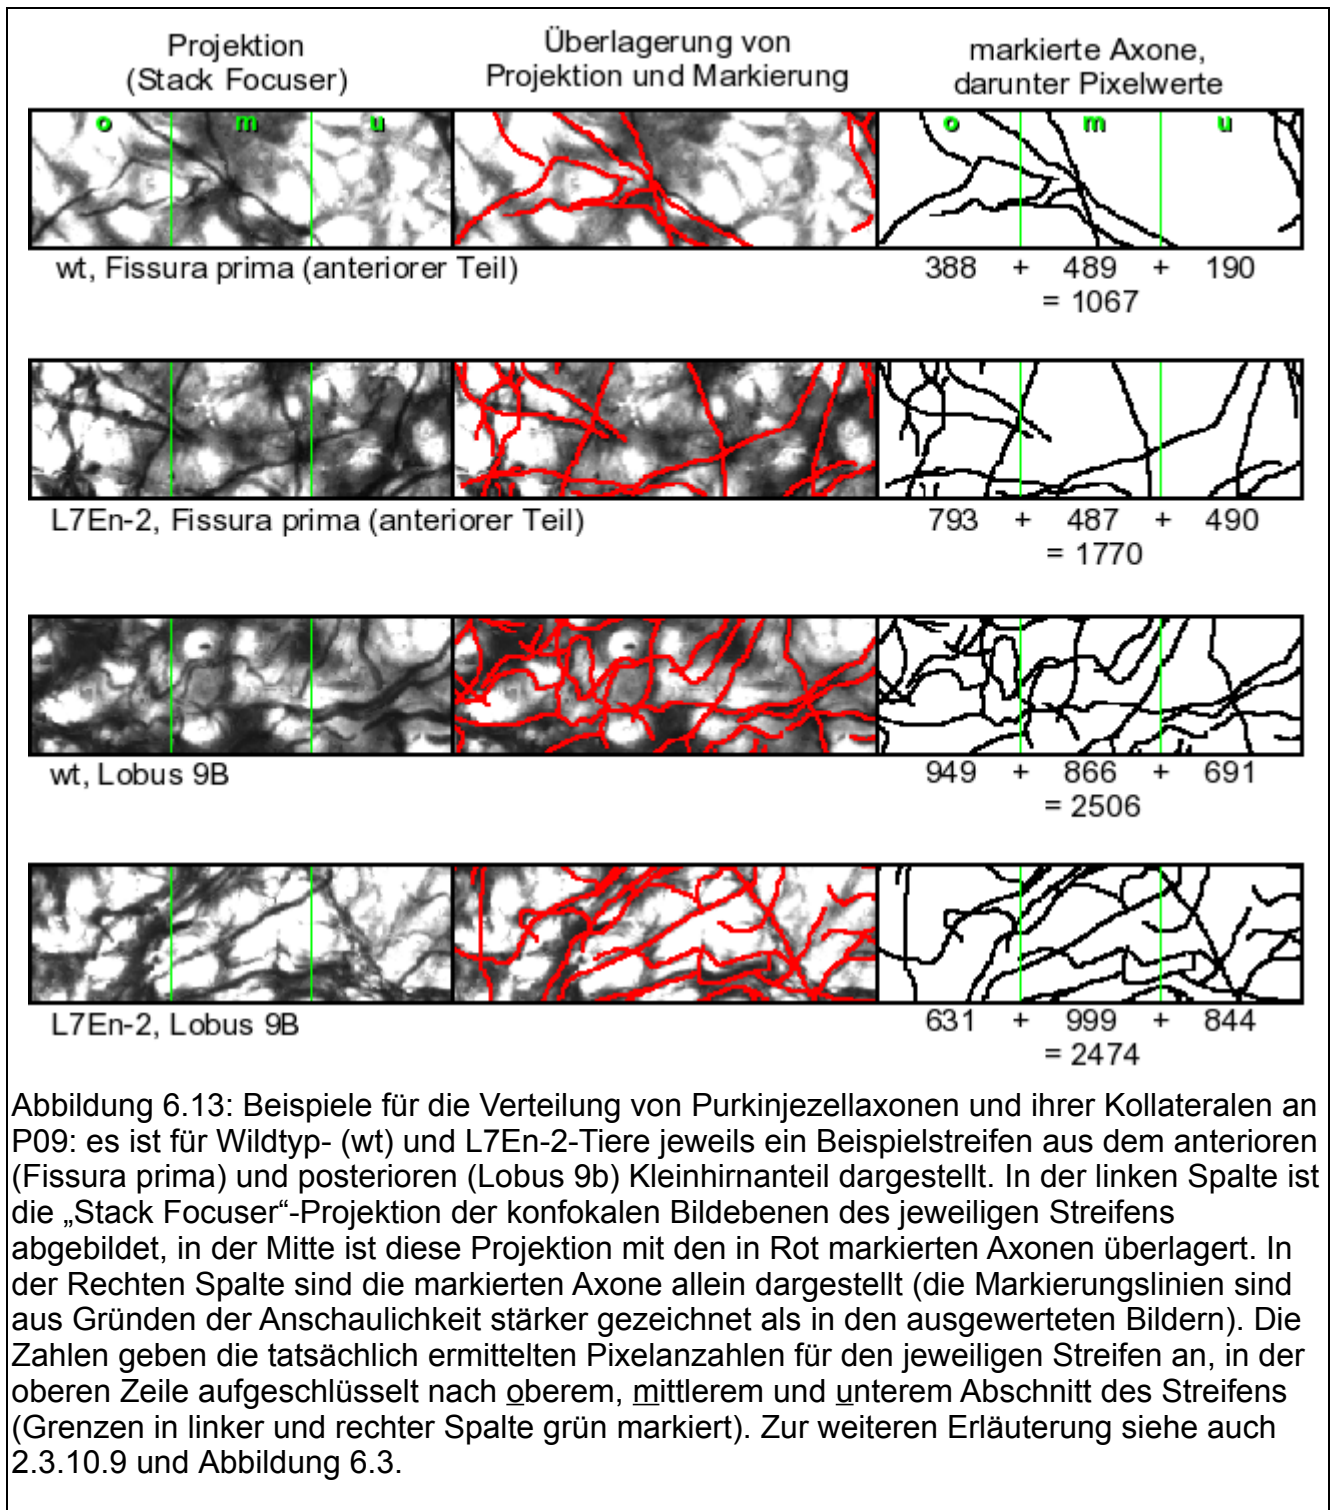 Projektion
(Stack Focuser)
Überlagerung von
Projektion und Markierung
markierte Axone,
darunter Pixelwerte
o m u
o m u
wt, Fissura prima (anteriorer Teil)
388 + 489 + 190
= 1067
L7En-2, Fissura prima (anteriorer Teil)
793 + 487 + 490
= 1770
wt, Lobus 9B
949 + 866 + 691
= 2506
L7En-2, Lobus 9B
631 + 999 + 844
= 2474
Abbildung 6.13: Beispiele für die Verteilung von Purkinjezellaxonen und ihrer Kollateralen an
P09: es ist für Wildtyp- (wt) und L7En-2-Tiere jeweils ein Beispielstreifen aus dem anterioren
(Fissura prima) und posterioren (Lobus 9b) Kleinhirnanteil dargestellt. In der linken Spalte ist
die „Stack Focuser“-Projektion der konfokalen Bildebenen des jeweiligen Streifens
abgebildet, in der Mitte ist diese Projektion mit den in Rot markierten Axonen überlagert. In
der Rechten Spalte sind die markierten Axone allein dargestellt (die Markierungslinien sind
aus Gründen der Anschaulichkeit stärker gezeichnet als in den ausgewerteten Bildern). Die
Zahlen geben die tatsächlich ermittelten Pixelanzahlen für den jeweiligen Streifen an, in der
oberen Zeile aufgeschlüsselt nach oberem, mittlerem und unterem Abschnitt des Streifens
(Grenzen in linker und rechter Spalte grün markiert). Zur weiteren Erläuterung siehe auch
2.3.10.9 und Abbildung 6.3.